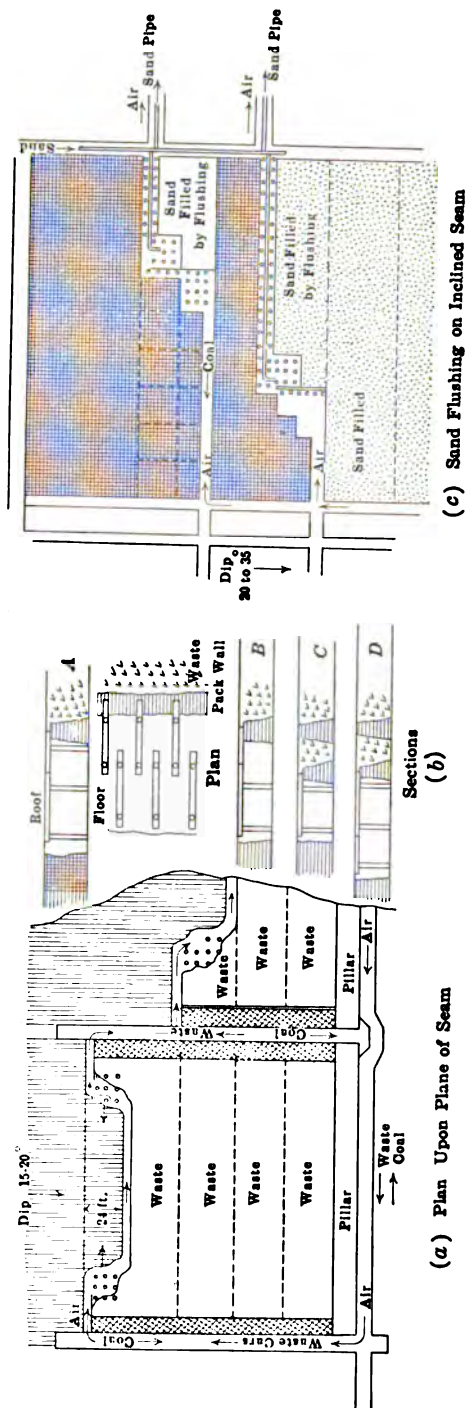 Dip 15-20°
Air
24 ft.
Coal
Waste Cars
Waste
Waste
Waste
Waste
Pillar
Air
Waste
Coal
Waste
Coal
Waste
Waste
Waste
Pillar
Air
(a) Plan Upon Plane of Seam
Roof
A
Floor
Plan
Waste
Pack Wall
B
C
D
Sections
(b)
Sand
Air
Sand Pipe
Sand
Filled
by Flushing
Coal
Air
Air
Sand Pipe
Sand Filled
by Flushing
Air
Sand Filled
Dip
20 to 35°
(c) Sand Flushing on Inclined Seam